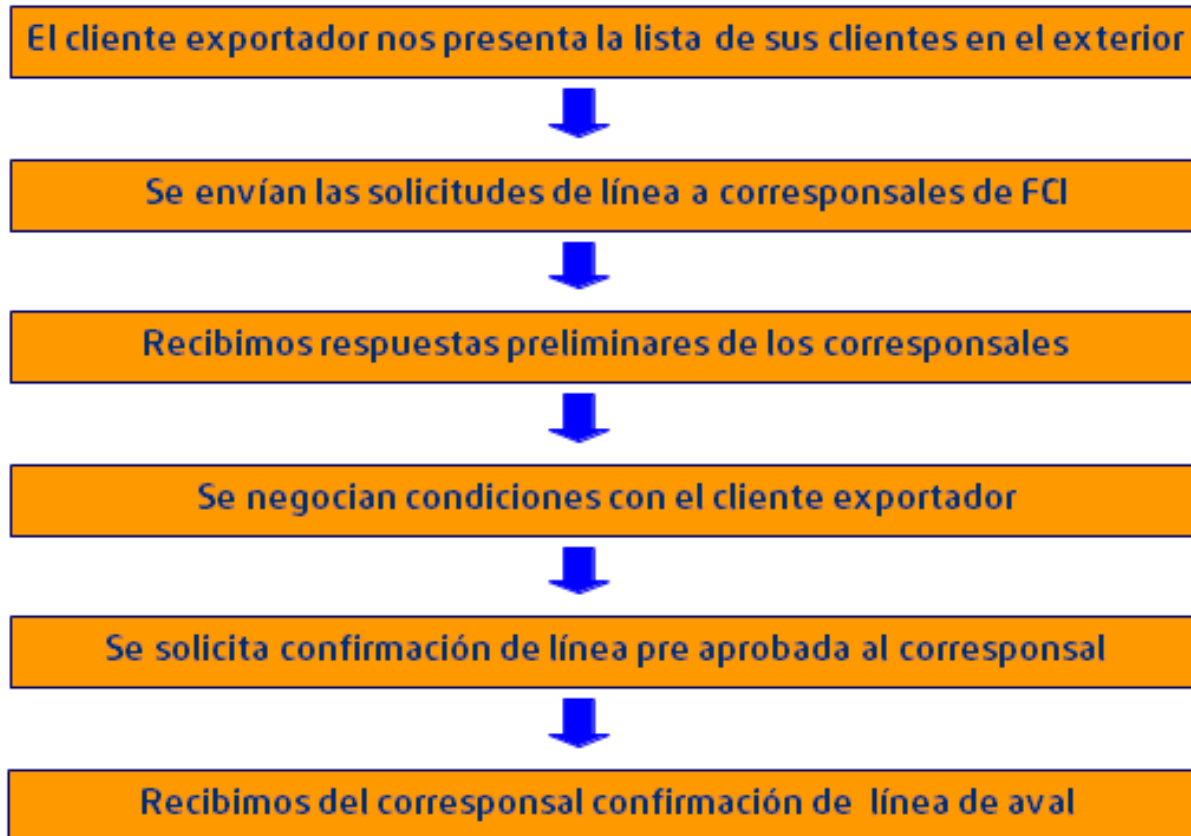 El cliente exportador nos presenta la lista de sus clientes en el exterior
Se envían las solicitudes de línea a corresponsales de FCI
Recibimos respuestas preliminares de los corresponsales
Se negocian condiciones con el cliente exportador
Se solicita confirmación de línea pre aprobada al corresponsal
Recibimos del corresponsal confirmación de línea de aval